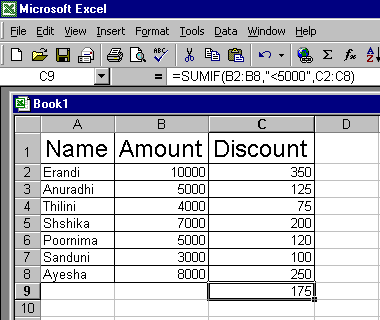 Microsoft Excel
File Edit View Insert Format Tools Data Window Help
C9 = =SUMIF(B2:B8,"<5000",C2:C8)
Book1
A B C D
1 Name Amount Discount
2 Erandi 10000 350
3 Anuradhi 5000 125
4 Thilini 4000 75
5 Shshika 7000 200
6 Poornima 5000 120
7 Sanduni 3000 100
8 Ayesha 8000 250
9 175
10